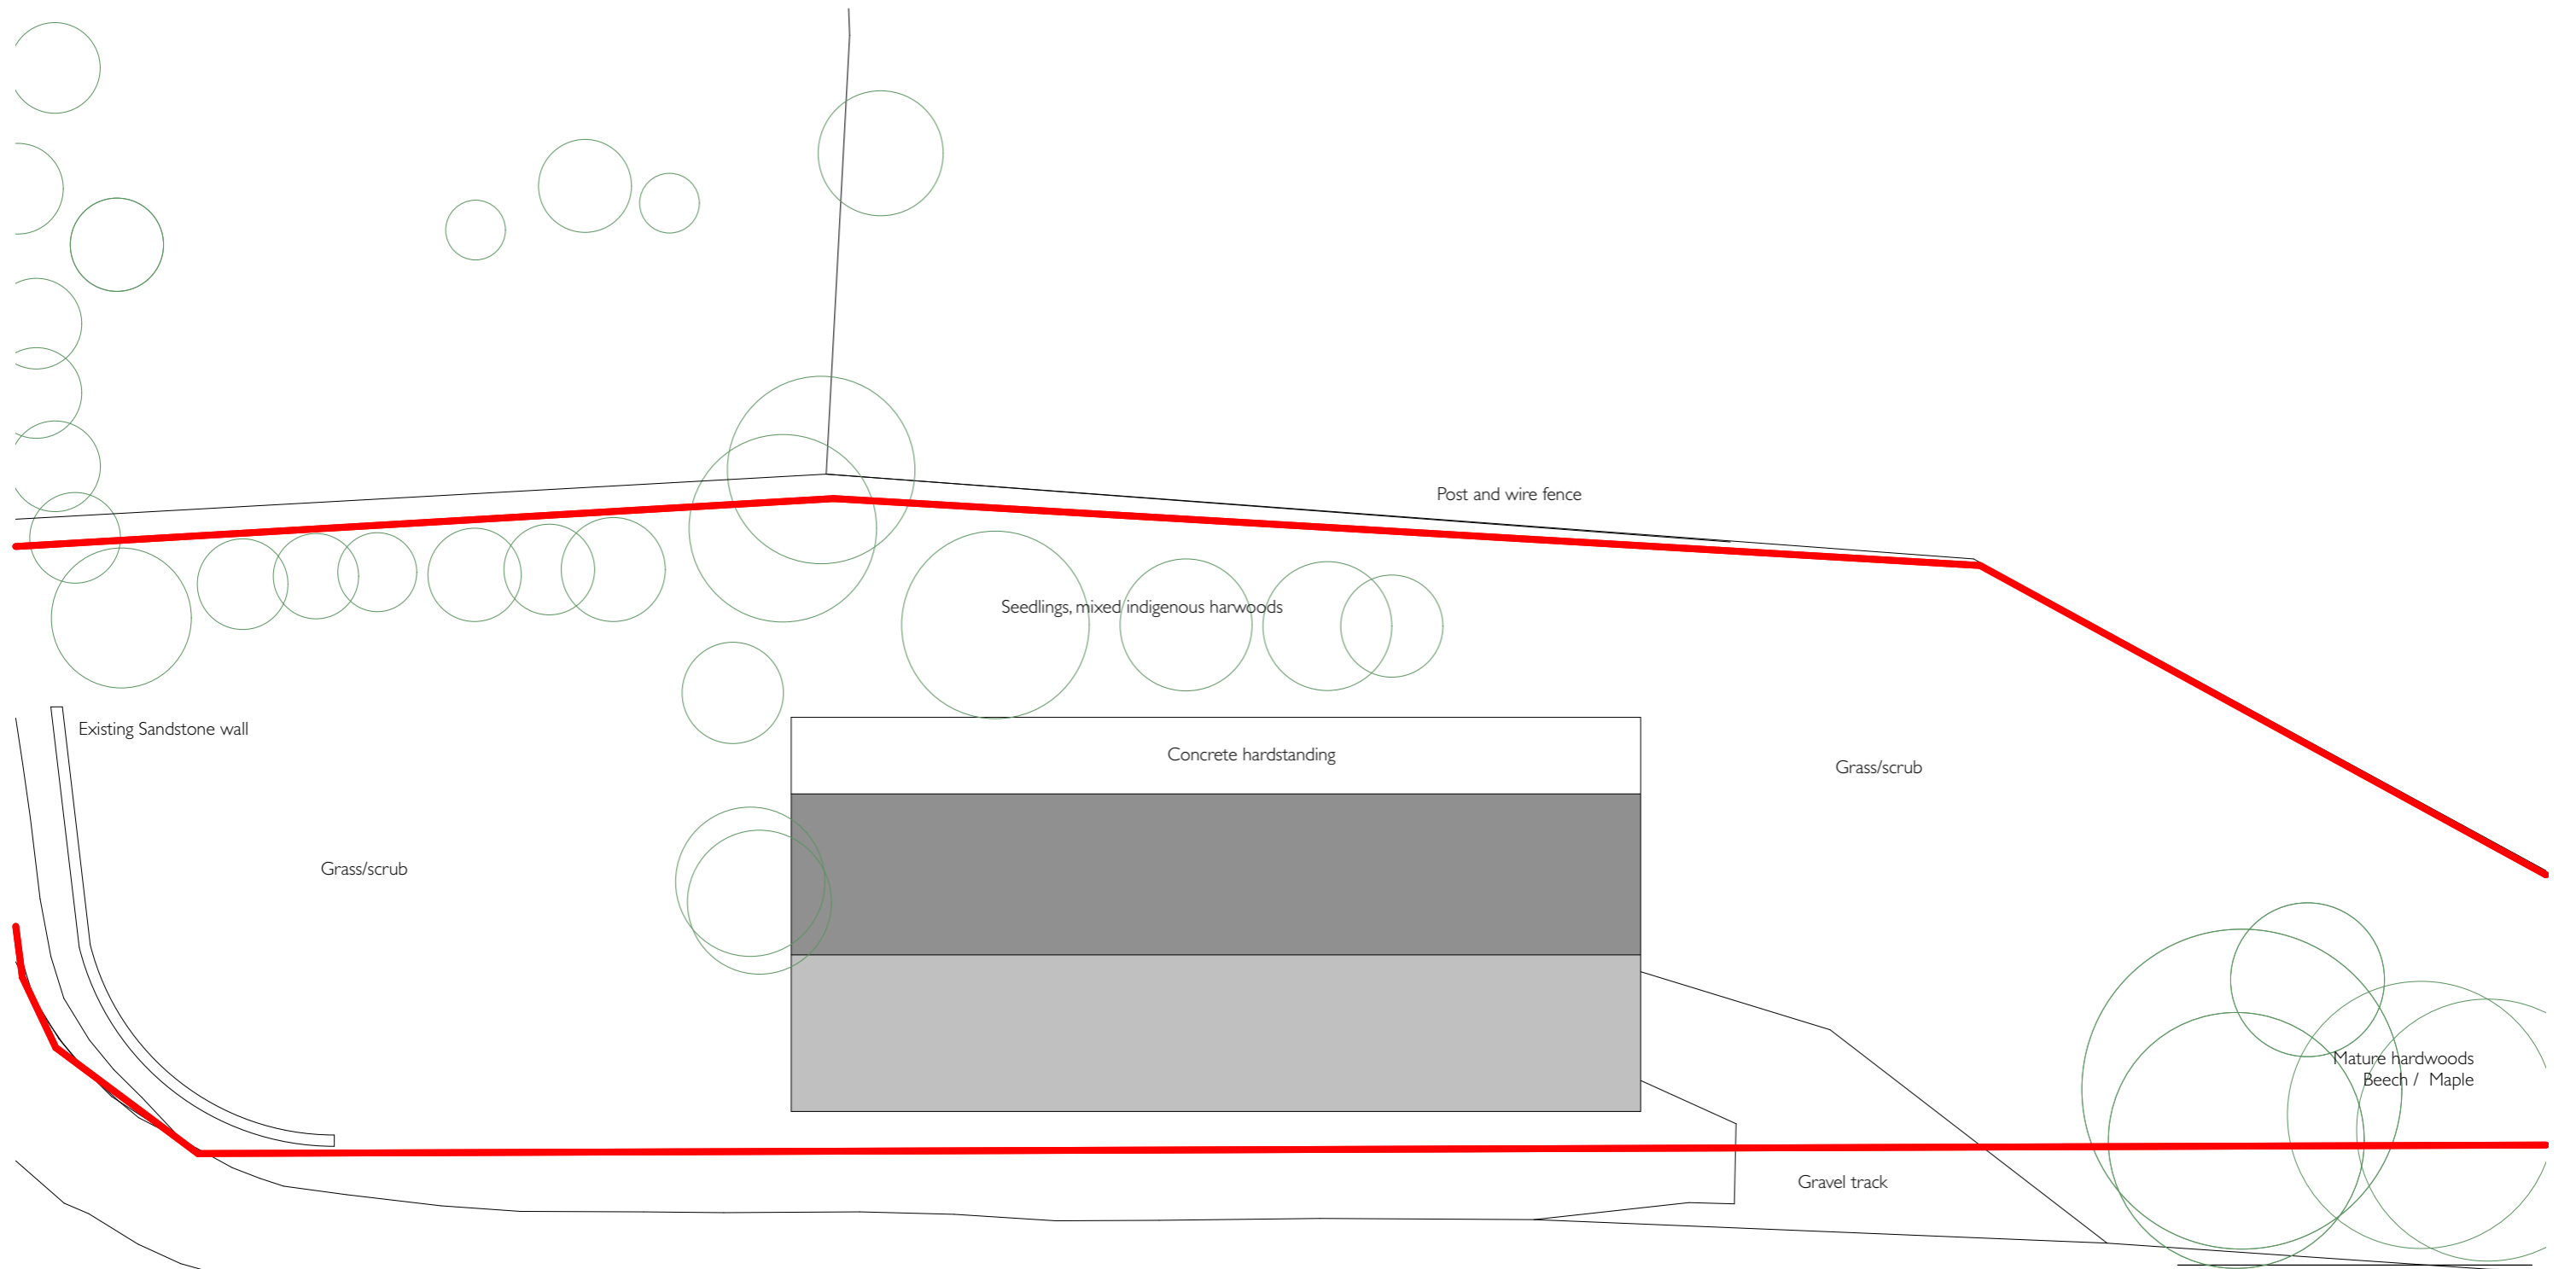 Post and wire fence
Seedlings, mixed indigenous harwoods
Existing Sandstone wall
Concrete hardstanding
Grass/scrub
Grass/scrub
Mature hardwoods
Beech / Maple
Gravel track